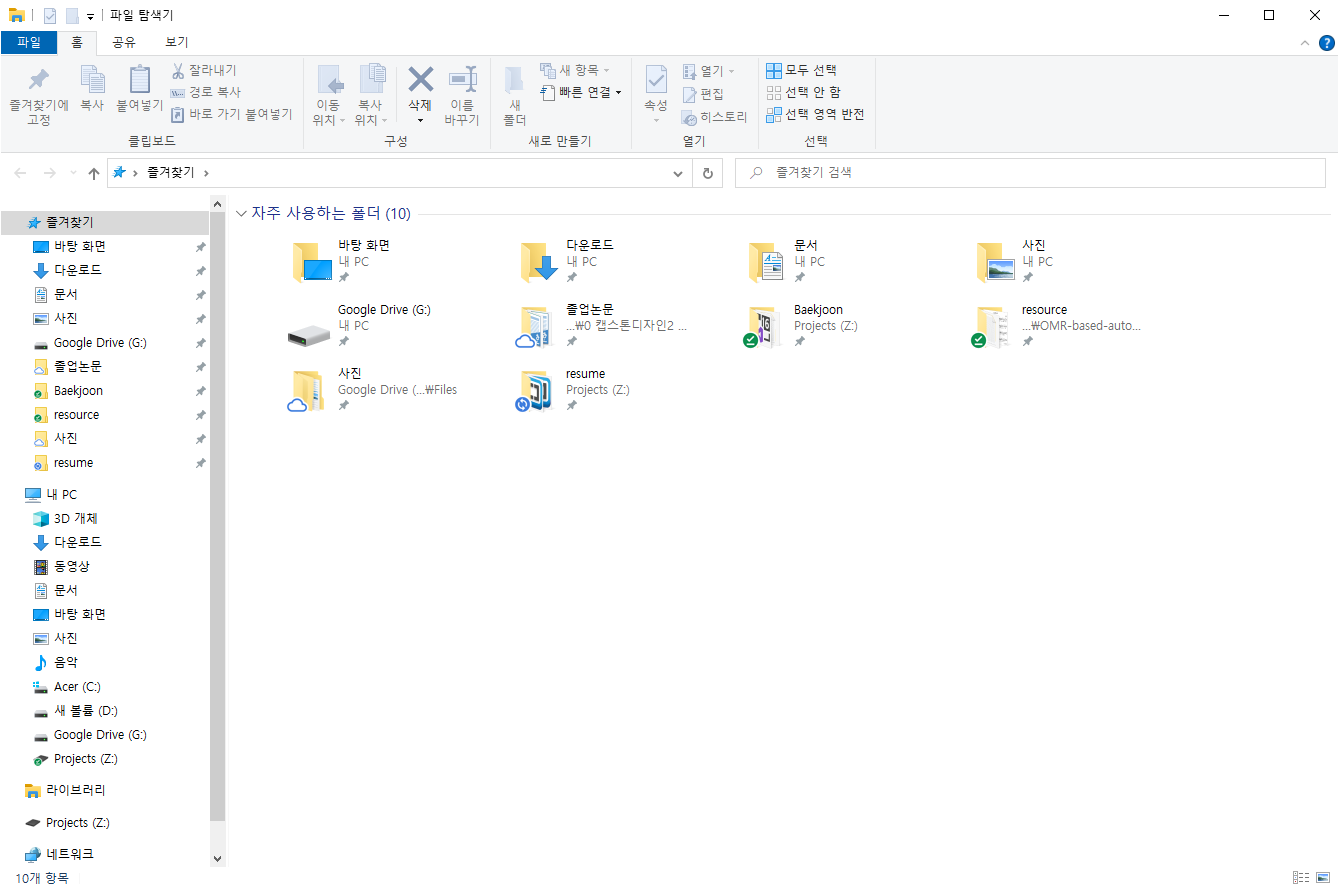 파일 탐색기
파일 홈 공유 보기
즐겨찾기에 고정
복사
붙여넣기
잘라내기
경로 복사
바로 가기 붙여넣기
클립보드
이동 위치
복사 위치
삭제
이름 바꾸기
구성
새 폴더
새 항목
빠른 연결
새로 만들기
속성
열기
편집
히스토리
열기
모두 선택
선택 안 함
선택 영역 반전
선택
즐겨찾기
즐겨찾기 검색
즐겨찾기
바탕 화면
다운로드
문서
사진
Google Drive (G:)
졸업논문
Baekjoon
resource
사진
resume
내 PC
3D 개체
다운로드
동영상
문서
바탕 화면
사진
음악
Acer (C:)
새 볼륨 (D:)
Google Drive (G:)
Projects (Z:)
라이브러리
Projects (Z:)
네트워크
자주 사용하는 폴더 (10)
바탕 화면
내 PC
다운로드
내 PC
문서
내 PC
사진
내 PC
Google Drive (G:)
내 PC
졸업논문
...₩0 캡스톤디자인2 ...
Baekjoon
Projects (Z:)
resource
...₩OMR-based-auto...
사진
Google Drive (...₩Files
resume
Projects (Z:)
10개 항목